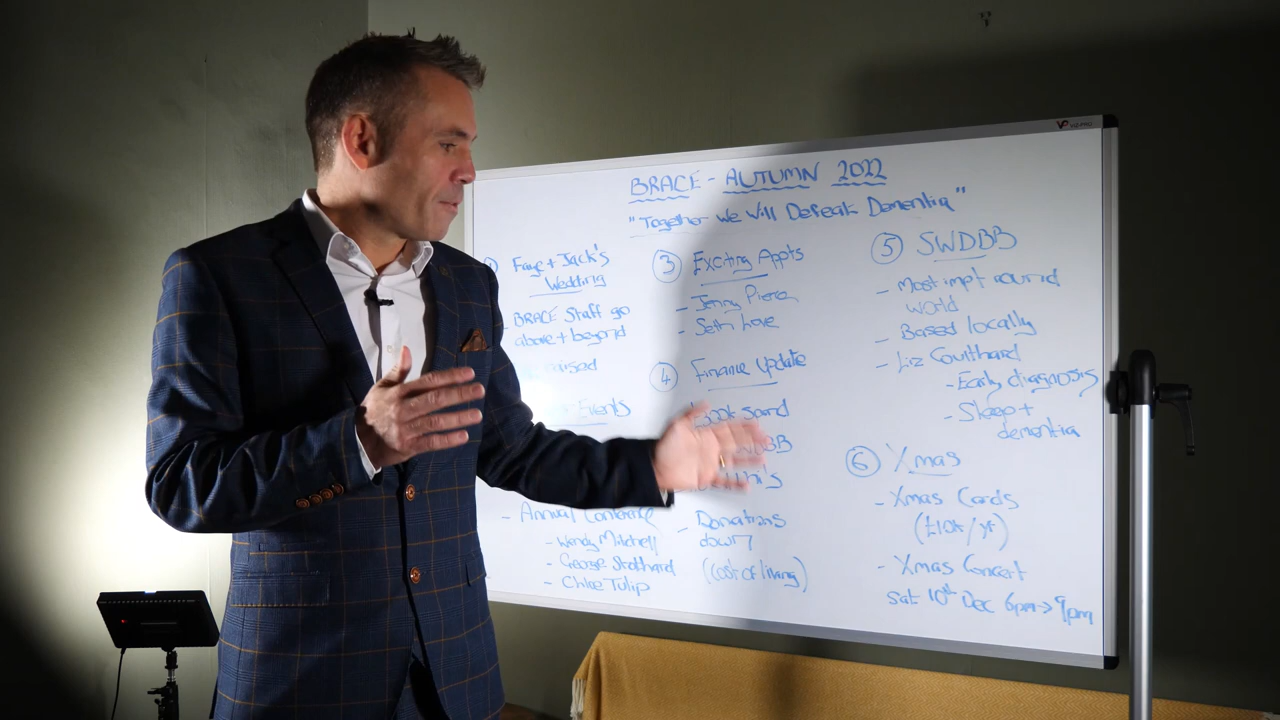 BRACE - AUTUMN 2022
"Together We Will Defeat Dementia"
Faye + Jack's
Wedding
- BRACE Staff go
above + beyond
Events
- Annual Conference
- Wendy Mitchell
- George Stothard
- Chloe Tulip
③ Exciting Appts
- Jenny Pierce
- Seth Love
④ Finance Update
- Donations
down
(cost of living)
⑤ SWDBB
- Most impt
world
- Based locally
- Liz Coulthard
- Early diagnosis
- Sleep +
dementia
⑥ Xmas
- Xmas Cards
(£10k/yr)
- Xmas Concert
Sat 10th Dec 6pm → 9pm